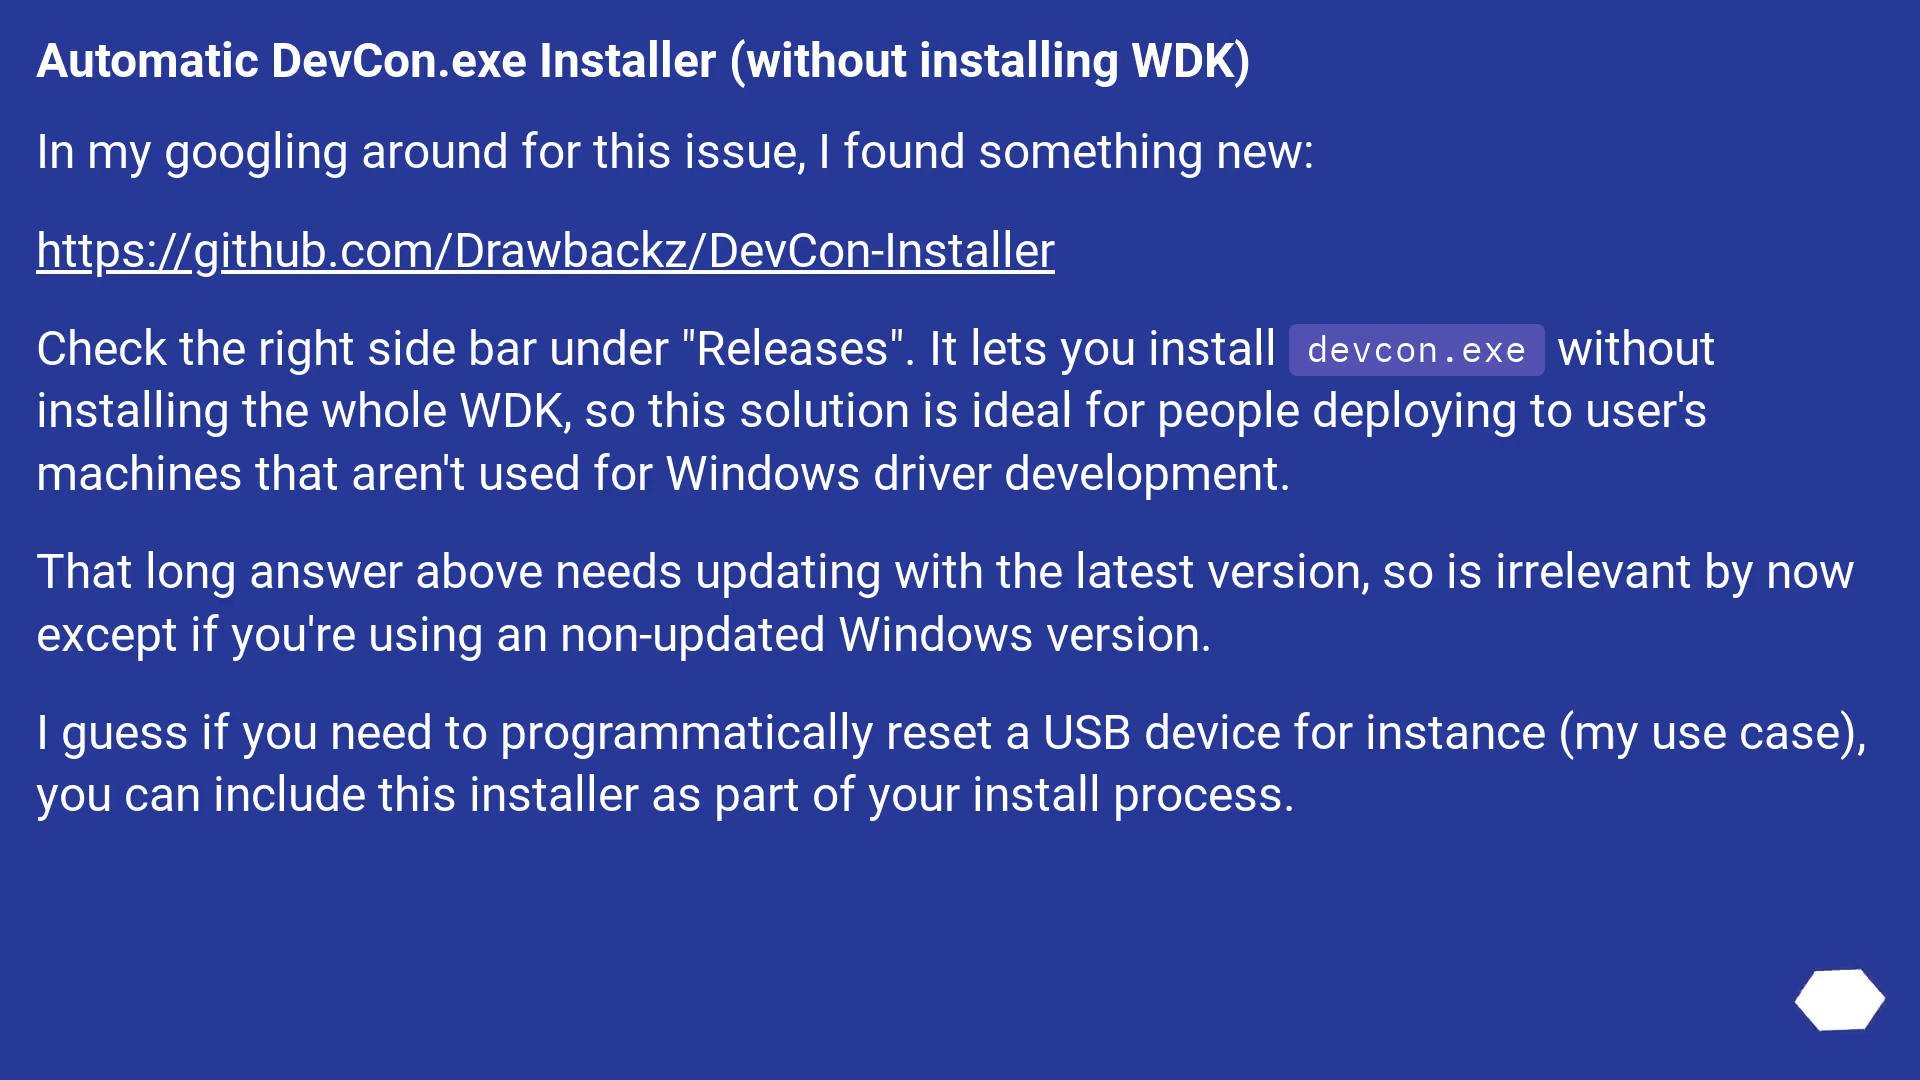 Automatic DevCon.exe Installer (without installing WDK)
In my googling around for this issue, I found something new:
https://github.com/Drawbackz/DevCon-Installer
Check the right side bar under "Releases". It lets you install devcon.exe without
installing the whole WDK, so this solution is ideal for people deploying to user's
machines that aren't used for Windows driver development.
That long answer above needs updating with the latest version, so is irrelevant by now
except if you're using an non-updated Windows version.
I guess if you need to programmatically reset a USB device for instance (my use case),
you can include this installer as part of your install process.